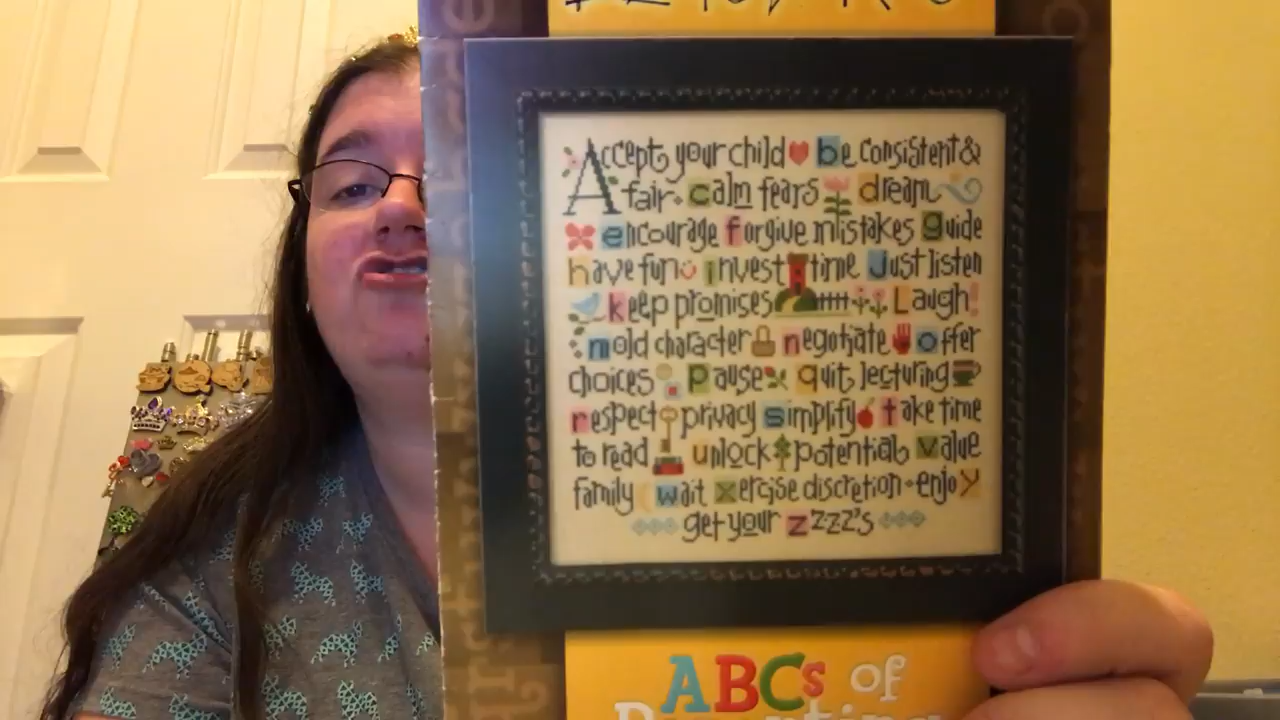 Accept your child be consistent &
fair calm fears dream
encourage forgive mistakes guide
have fun invest time Just listen
keep promises Laugh!
mold character negotiate offer
choices pause quit lecturing
respect privacy simplify take time
to read unlock potential value
family wait xercise discretion enjoy
get your zzzz's
ABCs of
Parenting